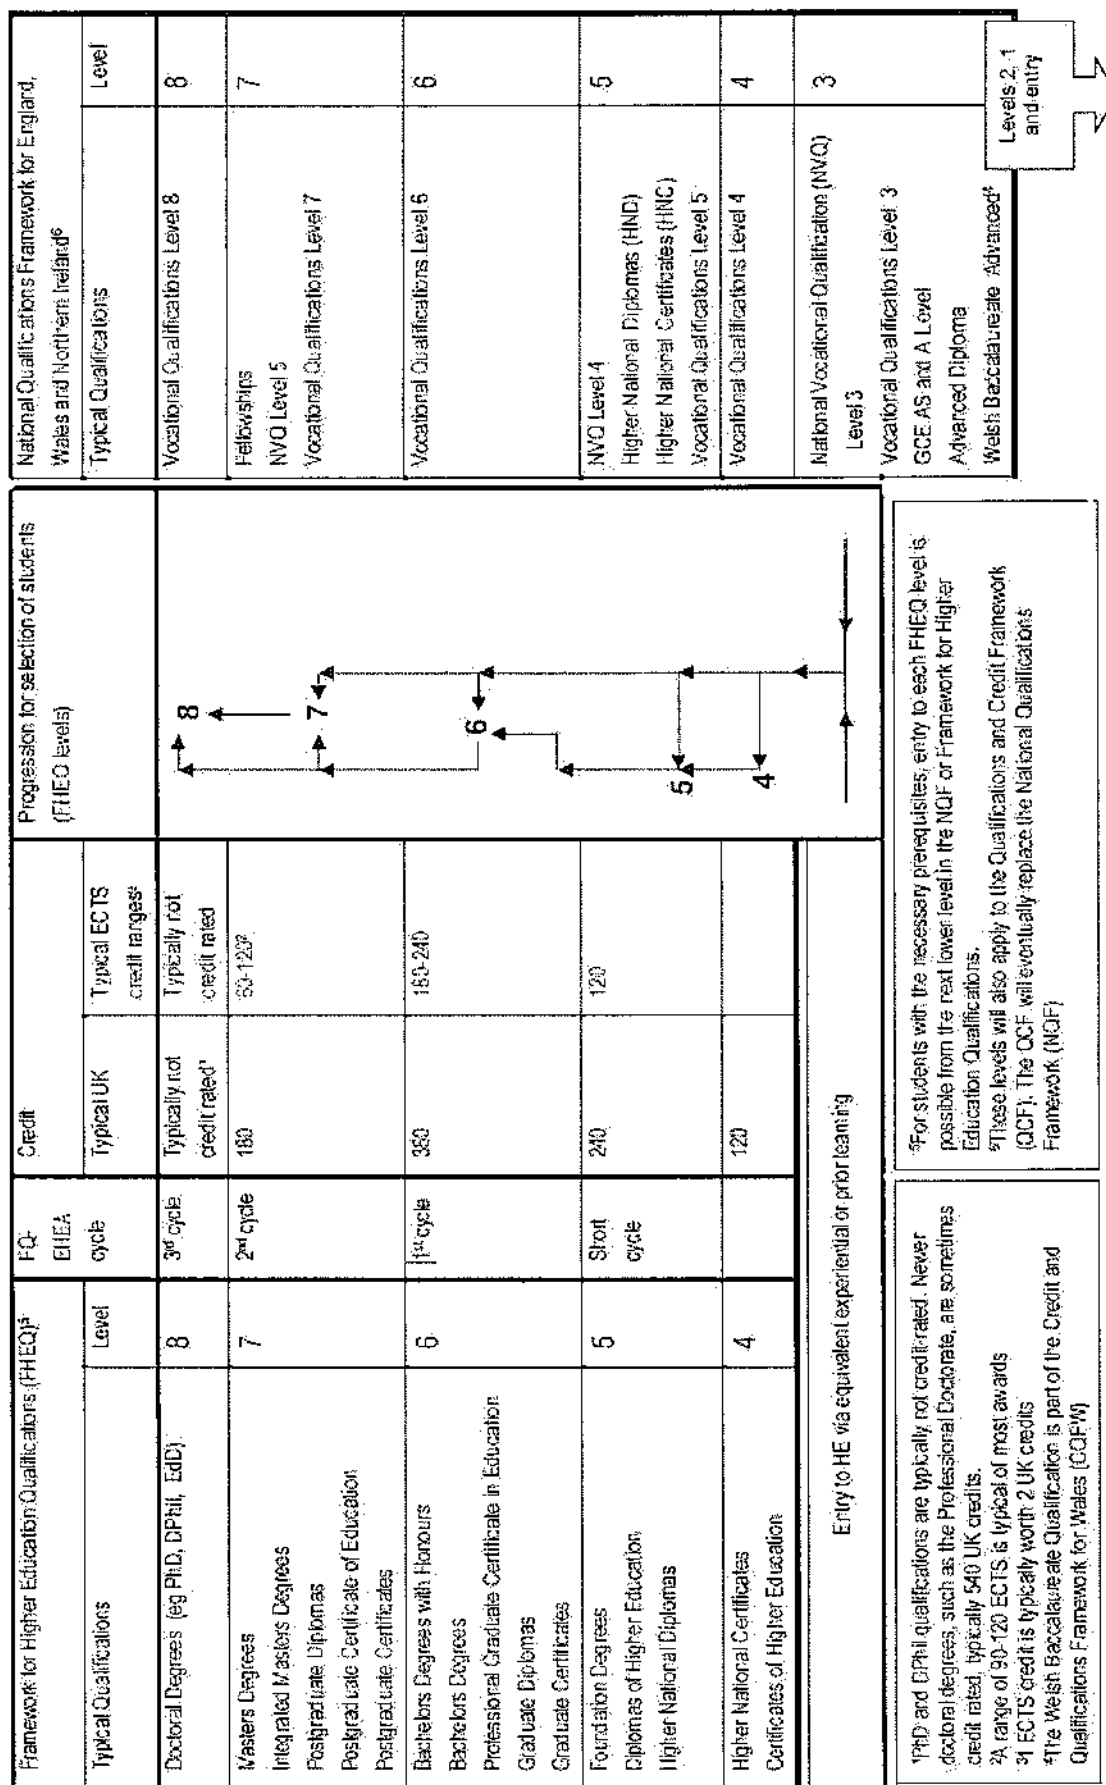 Framework for Higher Education Qualifications (FHEQ)⁵
Typical Qualifications
Level
FQ-
EHEA
cycle
Credit
Typical UK
Typical ECTS
credit ranges³
Progression for selection of students
(FHEQ levels)
National Qualifications Framework for England,
Wales and Northern Ireland⁶
Typical Qualifications
Level
Doctoral Degrees (eg PhD, DPhil, EdD)
8
3rd cycle
Typically not
credit rated¹
Typically not
credit rated
Vocational Qualifications Level 8
8
Masters Degrees
Integrated Masters Degrees
Postgraduate Diplomas
Postgraduate Certificate of Education
Postgraduate Certificates
7
2nd cycle
180
Fellowships
NVQ Level 5
Vocational Qualifications Level 7
7
Bachelors Degrees with Honours
Bachelors Degrees
Professional Graduate Certificate in Education
Graduate Diplomas
Graduate Certificates
6
1st cycle
360
180-240
Vocational Qualifications Level 6
6
Foundation Degrees
Diplomas of Higher Education
Higher National Diplomas
5
Short
cycle
240
120
NVQ Level 4
Higher National Diplomas (HND)
Higher National Certificates (HNC)
Vocational Qualifications Level 5
5
Higher National Certificates
Certificates of Higher Education
4
120
Vocational Qualifications Level 4
4
8
7
6
5
4
Entry to HE via equivalent experiential or prior learning
National Vocational Qualification (NVQ)
Level 3
Vocational Qualifications Level 3
GCE AS and A Level
Advanced Diploma
Welsh Baccalaureate Advanced⁴
3
Levels 2, 1
and entry
¹PhD and DPhil qualifications are typically not credit rated. Newer
doctoral degrees, such as the Professional Doctorate, are sometimes
credit rated, typically 540 UK credits.
²A range of 90-120 ECTS is typical of most awards
³1 ECTS credit is typically worth 2 UK credits
⁴The Welsh Baccalaureate Qualification is part of the Credit and
Qualifications Framework for Wales (CQFW)
⁵For students with the necessary prerequisites, entry to each FHEQ level is
possible from the next lower level in the NQF or Framework for Higher
Education Qualifications.
⁶These levels will also apply to the Qualifications and Credit Framework
(QCF). The QCF will eventually replace the National Qualifications
Framework (NQF)